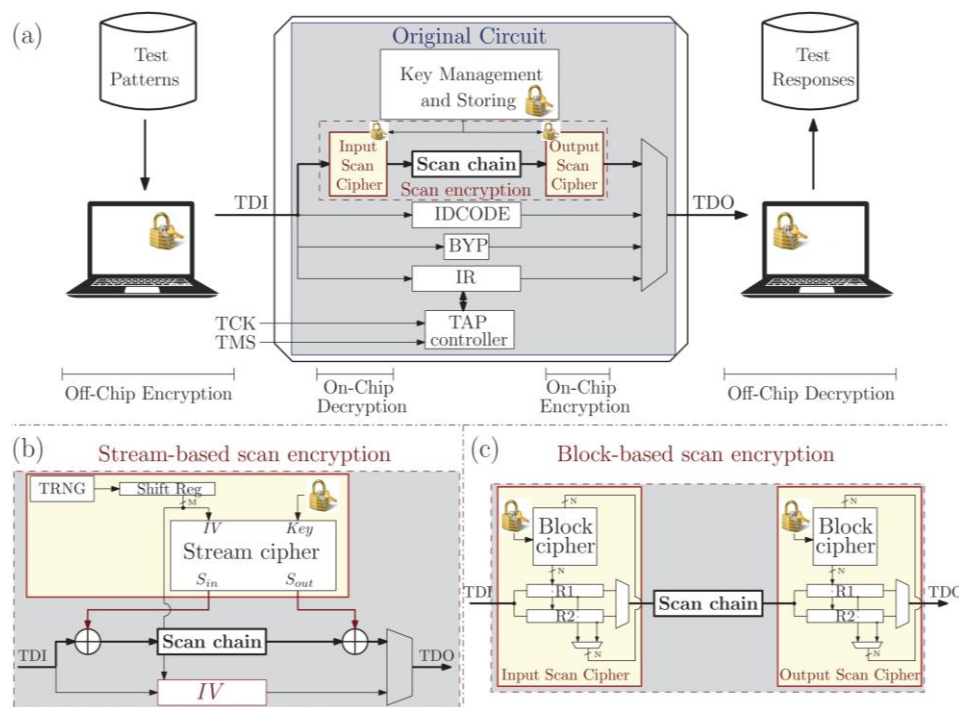 (a)
Test
Patterns
Original Circuit
Key Management
and Storing
Test
Responses
Input
Scan
Cipher
Scan chain
Output
Scan
Cipher
Scan encryption
TDI
IDCODE
TDO
BYP
IR
TCK
TMS
TAP
controller
Off-Chip Encryption
On-Chip
Decryption
On-Chip
Encryption
Off-Chip Decryption
(b)
Stream-based scan encryption
TRNG
Shift Reg
M
IV
Key
Stream cipher
Sin
Sout
TDI
Scan chain
TDO
IV
(c)
Block-based scan encryption
N
Block
cipher
N
TDI
R1
R2
N
Input Scan Cipher
Scan chain
N
Block
cipher
N
R1
R2
N
TDO
Output Scan Cipher